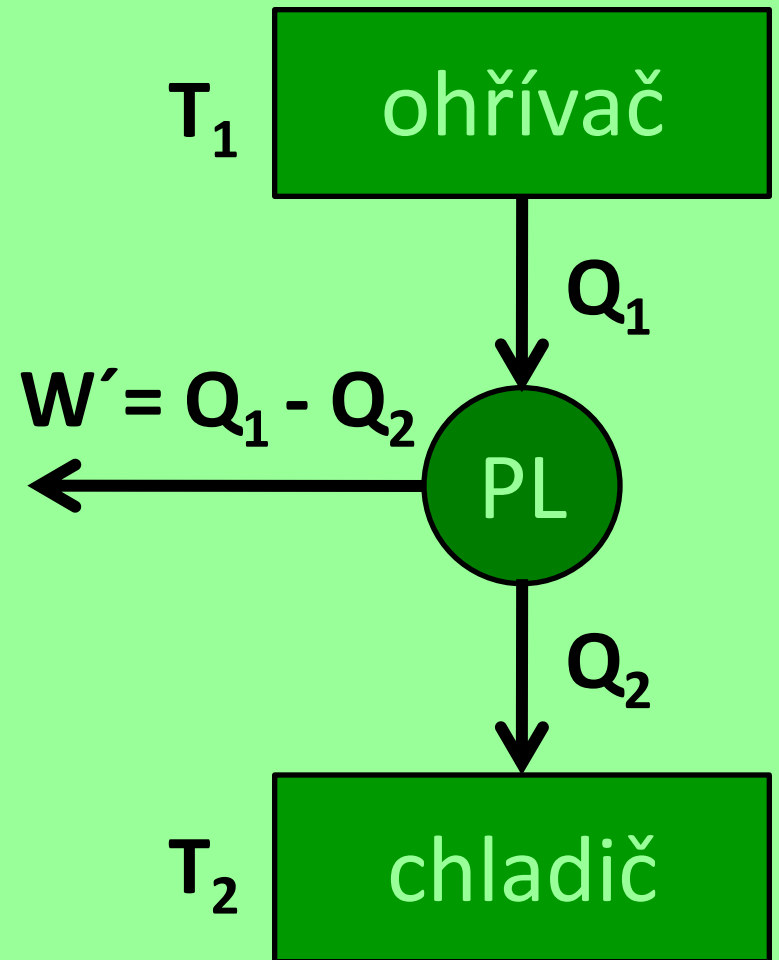 T₁
ohřívač
Q₁
W´= Q₁ - Q₂
PL
Q₂
T₂
chladič